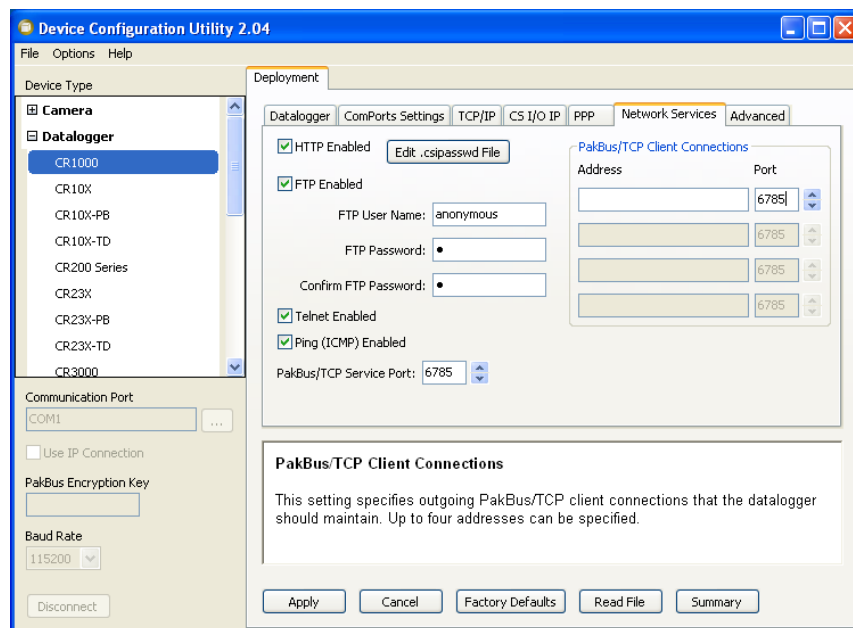 Device Configuration Utility 2.04
File Options Help
Device Type
Camera
Datalogger
CR1000
CR10X
CR10X-PB
CR10X-TD
CR200 Series
CR23X
CR23X-PB
CR23X-TD
CR3000
Communication Port
COM1
...
Use IP Connection
PakBus Encryption Key
Baud Rate
115200
Disconnect
Deployment
Datalogger ComPorts Settings TCP/IP CS I/O IP PPP Network Services Advanced
HTTP Enabled Edit .csipasswd File
FTP Enabled
FTP User Name: anonymous
FTP Password: •
Confirm FTP Password: •
Telnet Enabled
Ping (ICMP) Enabled
PakBus/TCP Service Port: 6785
PakBus/TCP Client Connections
Address Port
6785
6785
6785
6785
PakBus/TCP Client Connections
This setting specifies outgoing PakBus/TCP client connections that the datalogger
should maintain. Up to four addresses can be specified.
Apply Cancel Factory Defaults Read File Summary